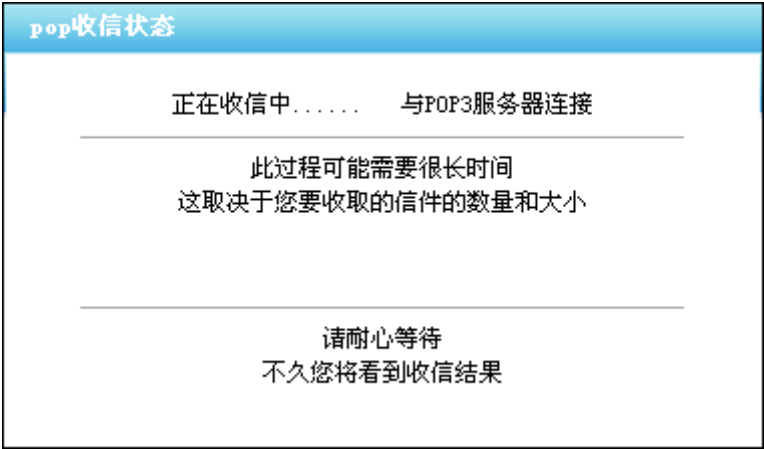 pop收信状态
正在收信中...... 与POP3服务器连接
此过程可能需要很长时间
这取决于您要收取的信件的数量和大小
请耐心等待
不久您将看到收信结果